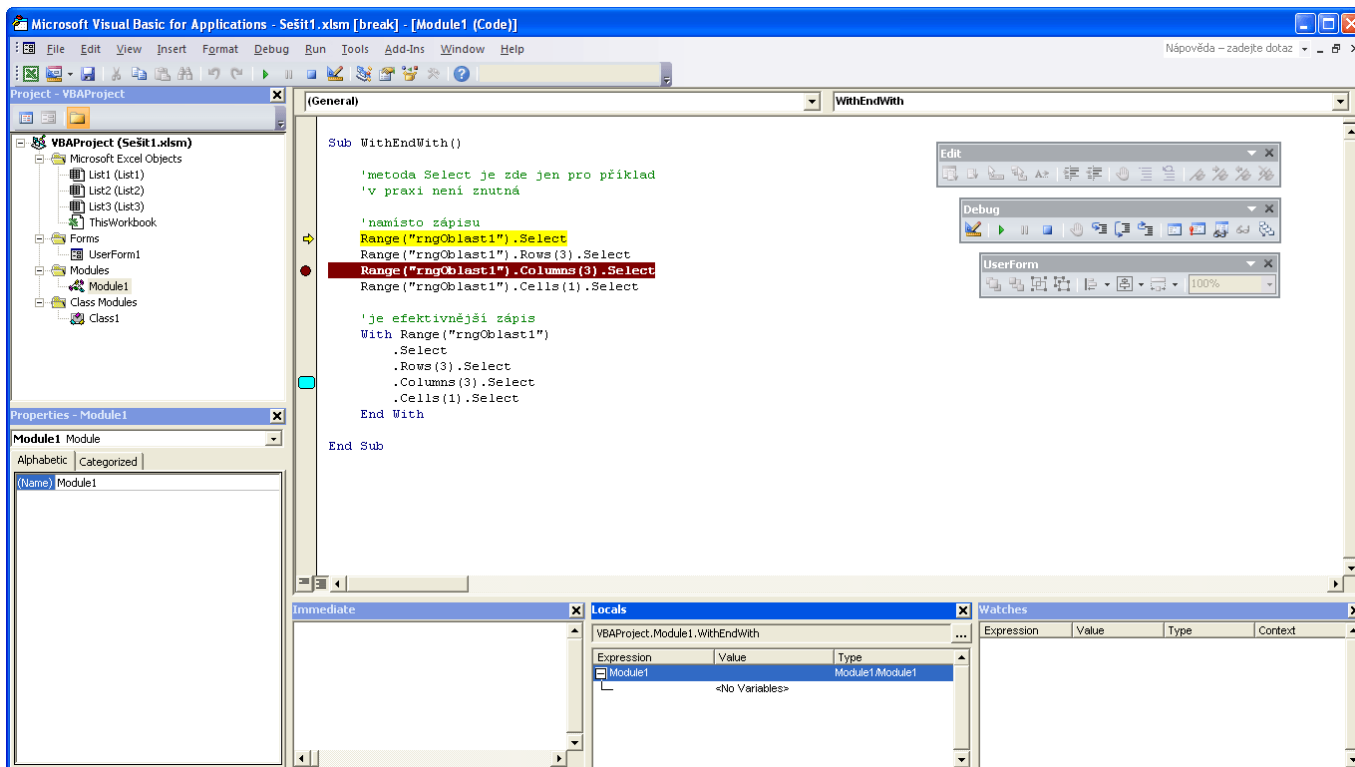 Microsoft Visual Basic for Applications - Sešit1.xlsm [break] - [Module1 (Code)]
File Edit View Insert Format Debug Run Tools Add-Ins Window Help
Nápověda – zadejte dotaz
Project - VBAProject
VBAProject (Sešit1.xlsm)
Microsoft Excel Objects
List1 (List1)
List2 (List2)
List3 (List3)
ThisWorkbook
Forms
UserForm1
Modules
Module1
Class Modules
Class1
Properties - Module1
Module1 Module
Alphabetic Categorized
(Name) Module1
(General) WithEndWith
Sub WithEndWith()
'metoda Select je zde jen pro příklad
'v praxi není znutná
'namísto zápisu
Range("rngOblast1").Select
Range("rngOblast1").Rows(3).Select
Range("rngOblast1").Columns(3).Select
Range("rngOblast1").Cells(1).Select
'je efektivnější zápis
With Range("rngOblast1")
.Select
.Rows(3).Select
.Columns(3).Select
.Cells(1).Select
End With
End Sub
Edit
Debug
UserForm
100%
Immediate
Locals
VBAProject.Module1.WithEndWith
...
Expression Value Type
Module1 Module1/Module1
<No Variables>
Watches
Expression Value Type Context